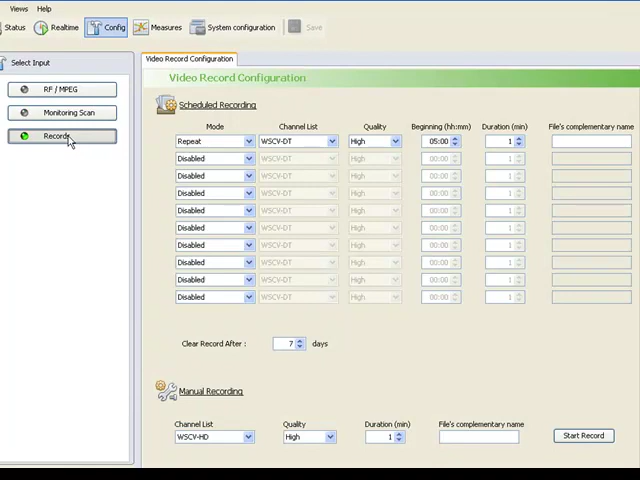 Views Help
Status Realtime Config Measures System configuration Save
Select Input
Video Record Configuration
RF / MPEG
Monitoring Scan
Records
Video Record Configuration
Scheduled Recording
Mode Channel List Quality Beginning (hh:mm) Duration (min) File's complementary name
Repeat WSCV-DT High 05:00 1
Disabled WSCV-DT High 00:00 1
Disabled WSCV-DT High 00:00 1
Disabled WSCV-DT High 00:00 1
Disabled WSCV-DT High 00:00 1
Disabled WSCV-DT High 00:00 1
Disabled WSCV-DT High 00:00 1
Disabled WSCV-DT High 00:00 1
Disabled WSCV-DT High 00:00 1
Disabled WSCV-DT High 00:00 1
Clear Record After : 7 days
Manual Recording
Channel List Quality Duration (min) File's complementary name
WSCV-HD High 1 Start Record